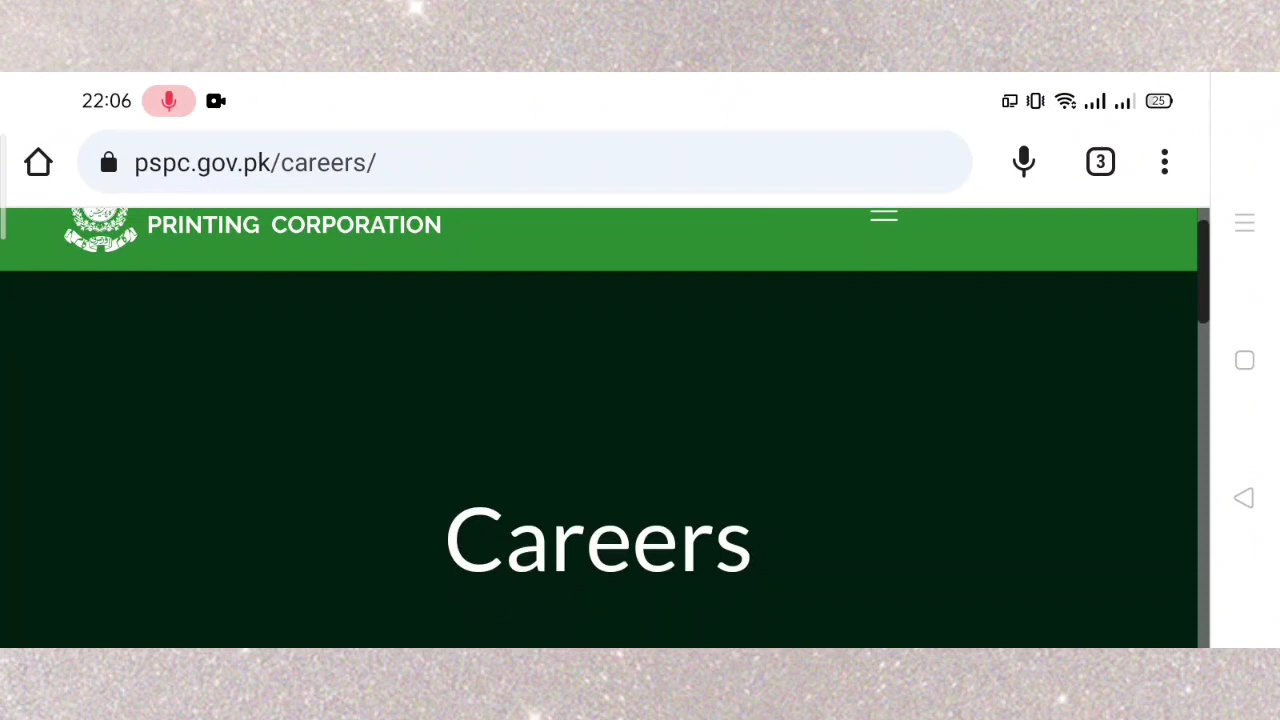 22:06
25
pspc.gov.pk/careers/
3
PRINTING CORPORATION
Careers